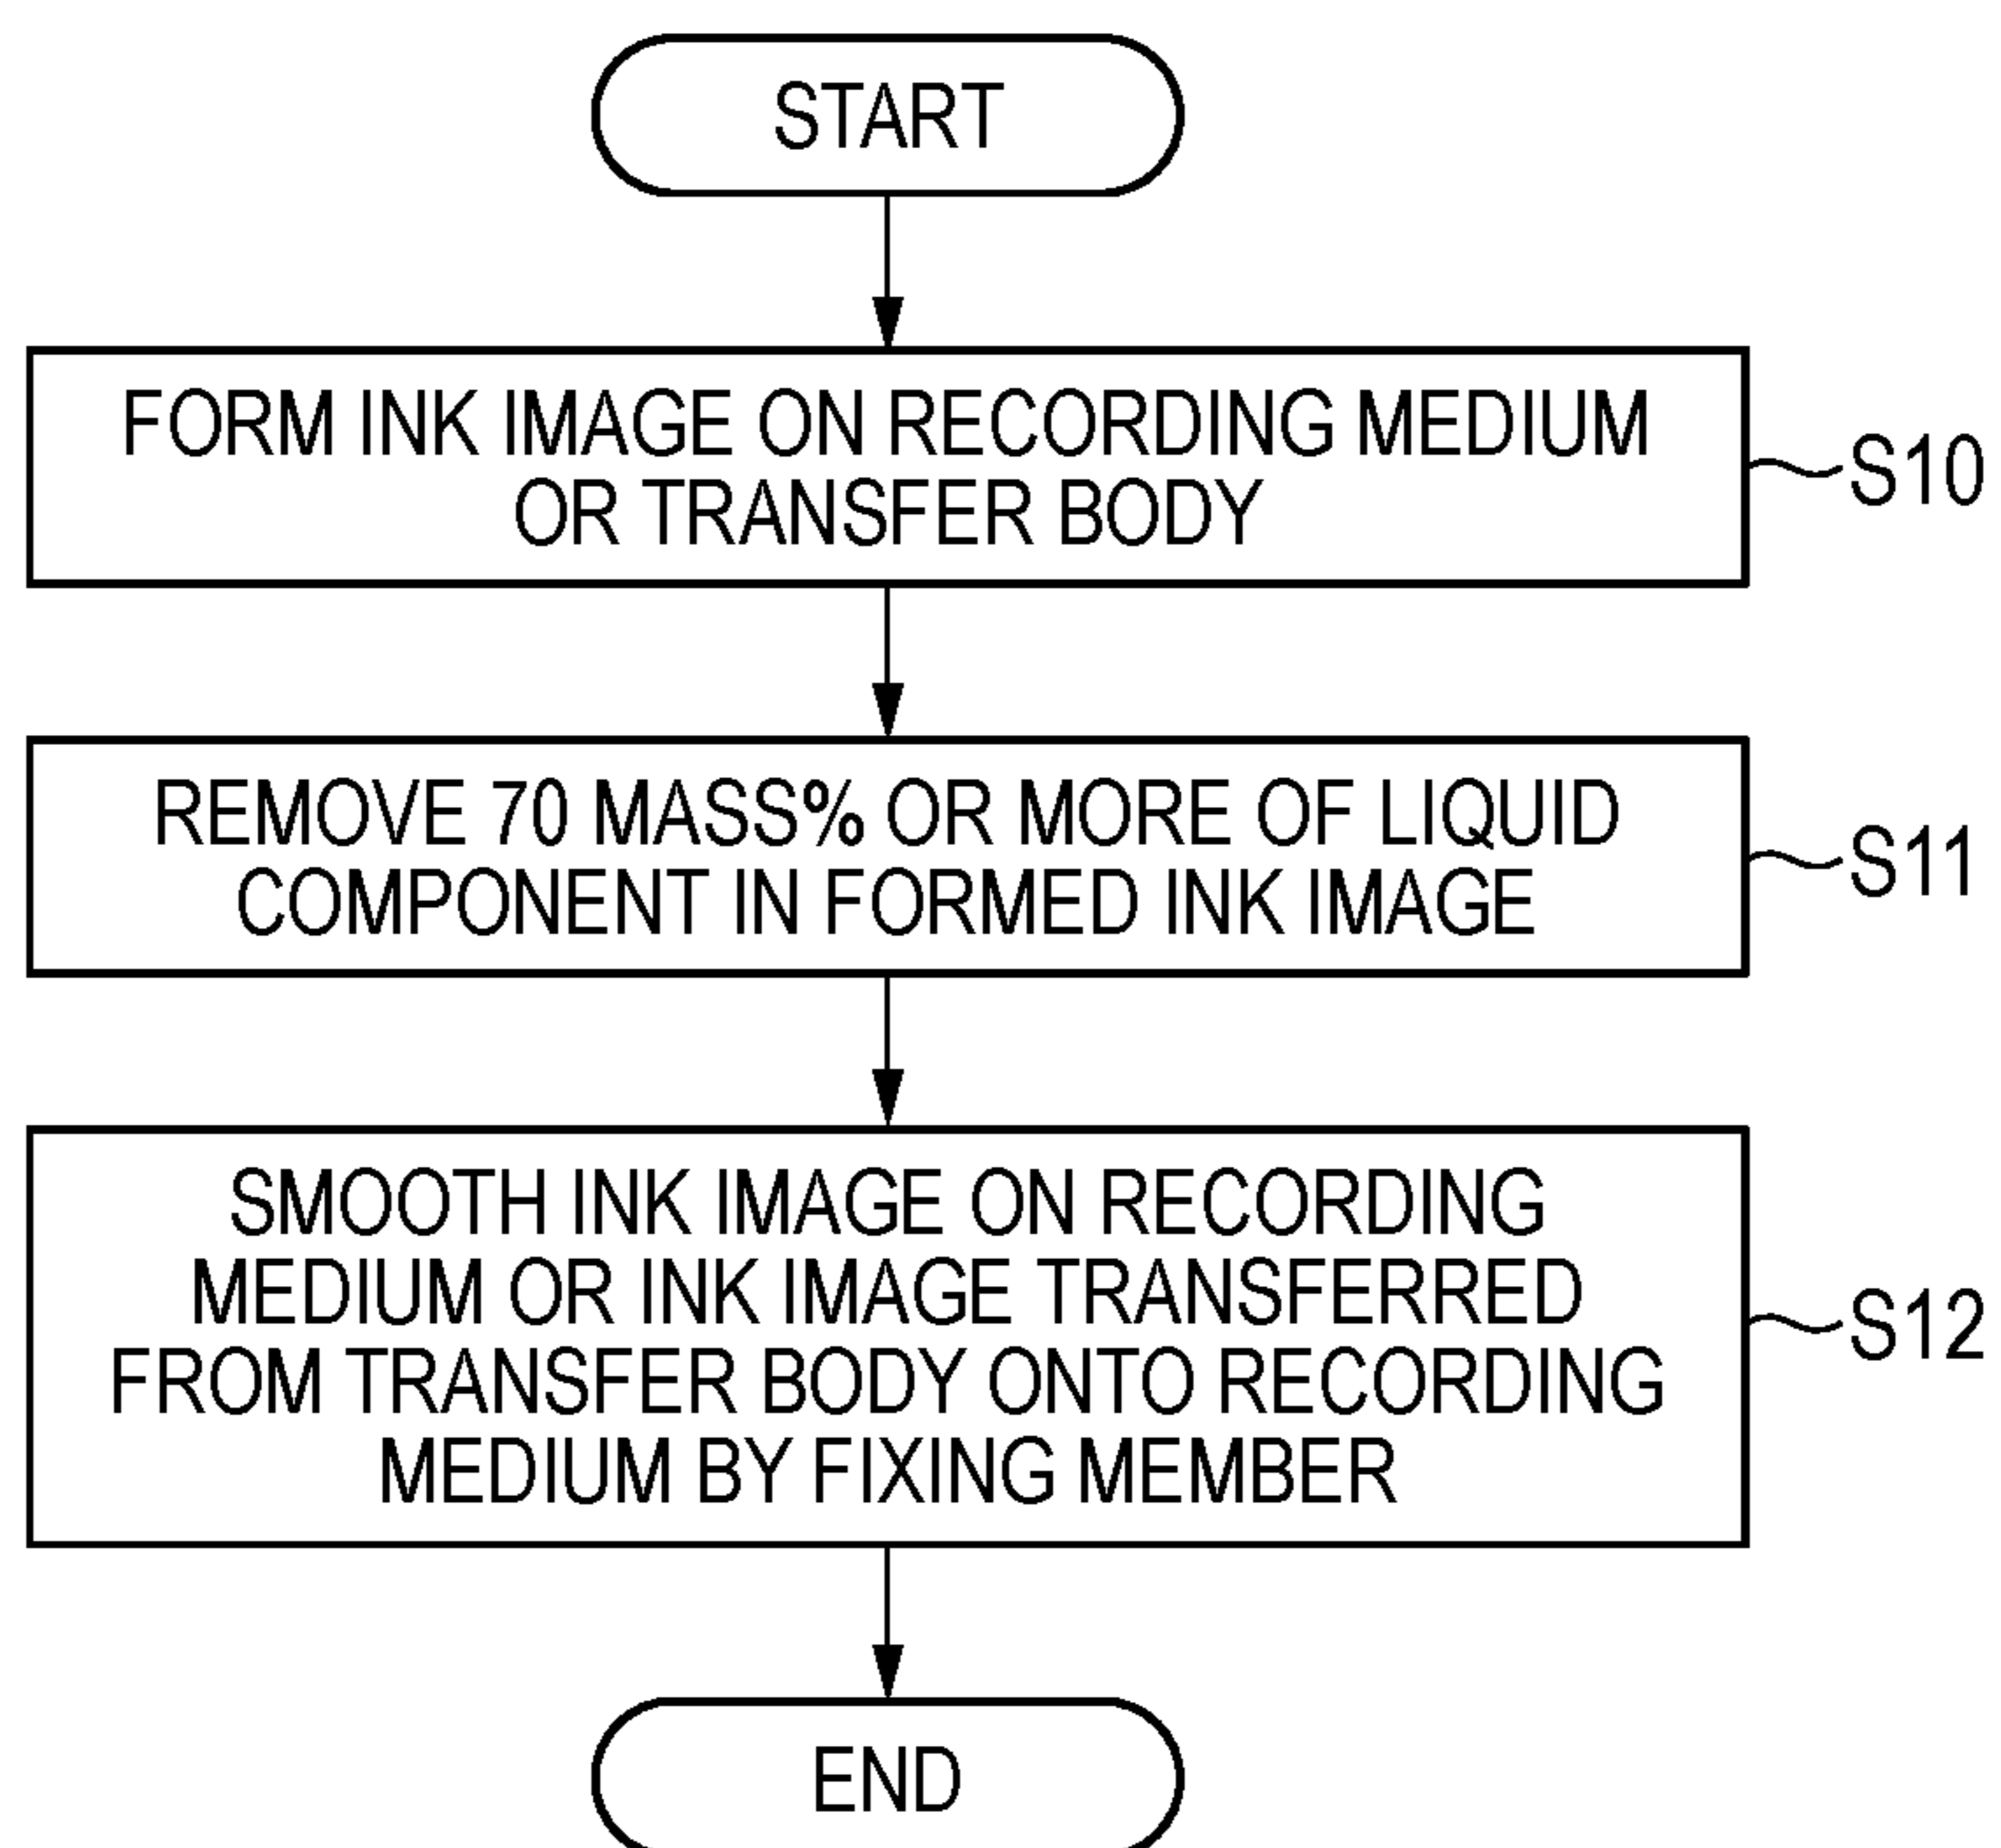 START
FORM INK IMAGE ON RECORDING MEDIUM
OR TRANSFER BODY
S10
REMOVE 70 MASS% OR MORE OF LIQUID
COMPONENT IN FORMED INK IMAGE
S11
SMOOTH INK IMAGE ON RECORDING
MEDIUM OR INK IMAGE TRANSFERRED
FROM TRANSFER BODY ONTO RECORDING
MEDIUM BY FIXING MEMBER
S12
END